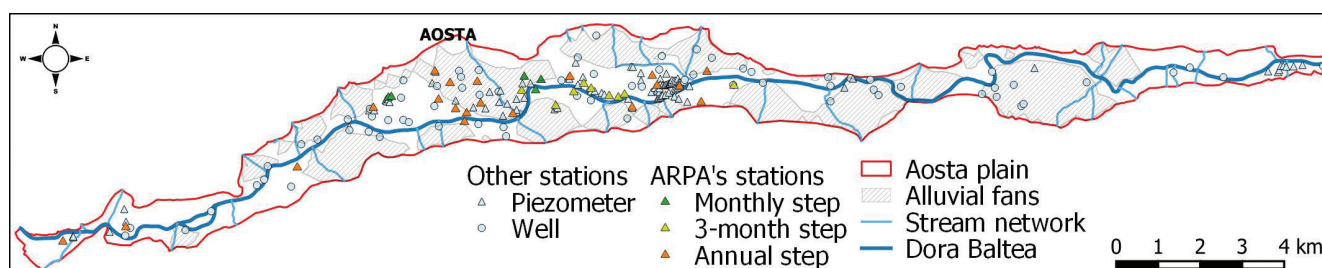 N
W E
S
AOSTA
Other stations
Piezometer
Well
ARPA's stations
Monthly step
3-month step
Annual step
Aosta plain
Alluvial fans
Stream network
Dora Baltea
0 1 2 3 4 km